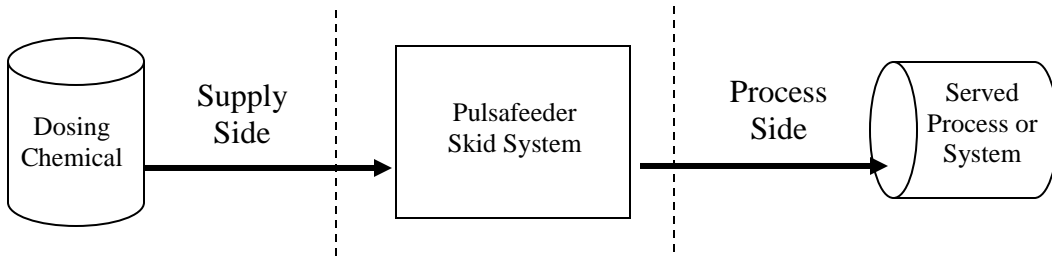 Dosing
Chemical
Supply
Side
Pulsafeeder
Skid System
Process
Side
Served
Process or
System